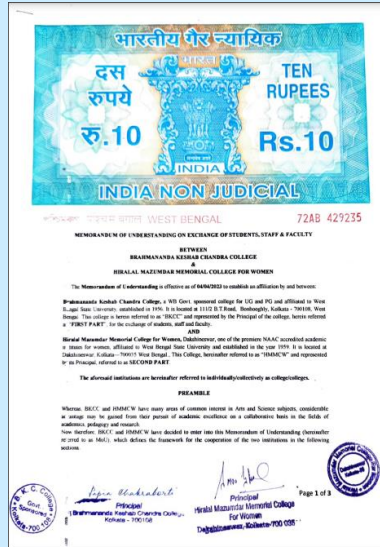 भारतीय गैर न्यायिक
भारत
दस
रुपये
रु.10
TEN
RUPEES
Rs.10
सत्यमेव जयते
INDIA
INDIA NON JUDICIAL
पश्चिम बंगाल WEST BENGAL
72AB 429235
MEMORANDUM OF UNDERSTANDING ON EXCHANGE OF STUDENTS, STAFF & FACULTY
BETWEEN
BRAHMANANDA KESHAB CHANDRA COLLEGE
&
HIRALAL MAZUMDAR MEMORIAL COLLEGE FOR WOMEN
The Memorandum of Understanding is effective as of 04/04/2023 to establish an affiliation by and between:
Brahmananda Keshab Chandra College, a WB Govt. sponsored college for UG and PG and affiliated to West
Bengal State University, established in 1956. It is located at 111/2 B.T.Road, Bonhooghly, Kolkata - 700108, West
Bengal. This college is herein referred to as "BKCC" and represented by the Principal of the college, herein referred
"FIRST PART", for the exchange of students, staff and faculty.
AND
Hiralal Mazumdar Memorial College for Women, Dakshineswar, one of the premiere NAAC accredited academic
for women, affiliated to West Bengal State University and established in the year 1959. It is located at
Dakshineswar, Kolkata—700035 West Bengal., This College, hereinafter referred to as "HMMCW" and represented
by its Principal, referred to as SECOND PART.
The aforesaid institutions are hereinafter referred to individually/collectively as college/colleges.
PREAMBLE
Whereas, BKCC and HMMCW have many areas of common interest in Arts and Science subjects, considerable
advantage may be gained from their pursuit of academic excellence on a collaborative basis in the fields of
academics, pedagogy and research.
Now therefore, BKCC and HMMCW have decided to enter into this Memorandum of Understanding (hereinafter
referred to as MoU), which defines the framework for the cooperation of the two institutions in the following
sections.
B. K. C. College
Govt.
Sponsored
Kolkata-700 108
Principal
Brahmananda Keshab Chandra College
Kolkata - 700108
Principal
Hiralal Mazumdar Memorial College
For Women
Dakshineswar, Kolkata-700 035
Page 1 of 3